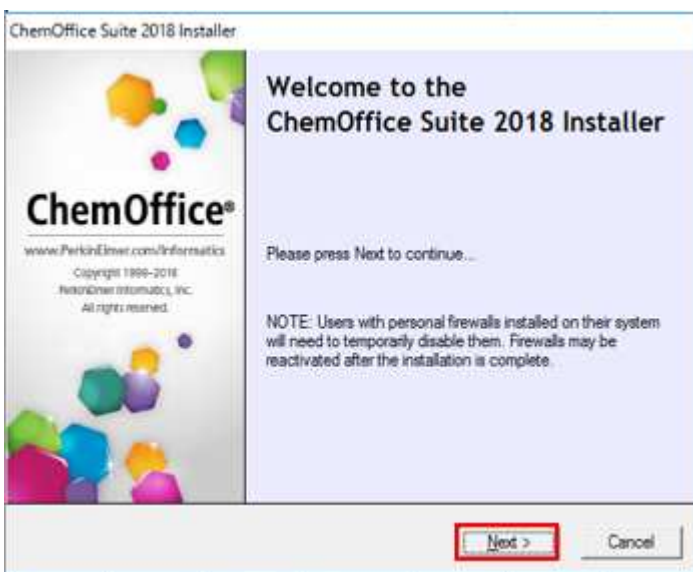 ChemOffice Suite 2018 Installer
Welcome to the
ChemOffice Suite 2018 Installer
ChemOffice®
www.PerkinElmer.com/Informatics
Copyright 1999-2018
PerkinElmer Informatics, Inc.
All rights reserved.
Please press Next to continue...
NOTE: Users with personal firewalls installed on their system
will need to temporarily disable them. Firewalls may be
reactivated after the installation is complete.
Next >
Cancel